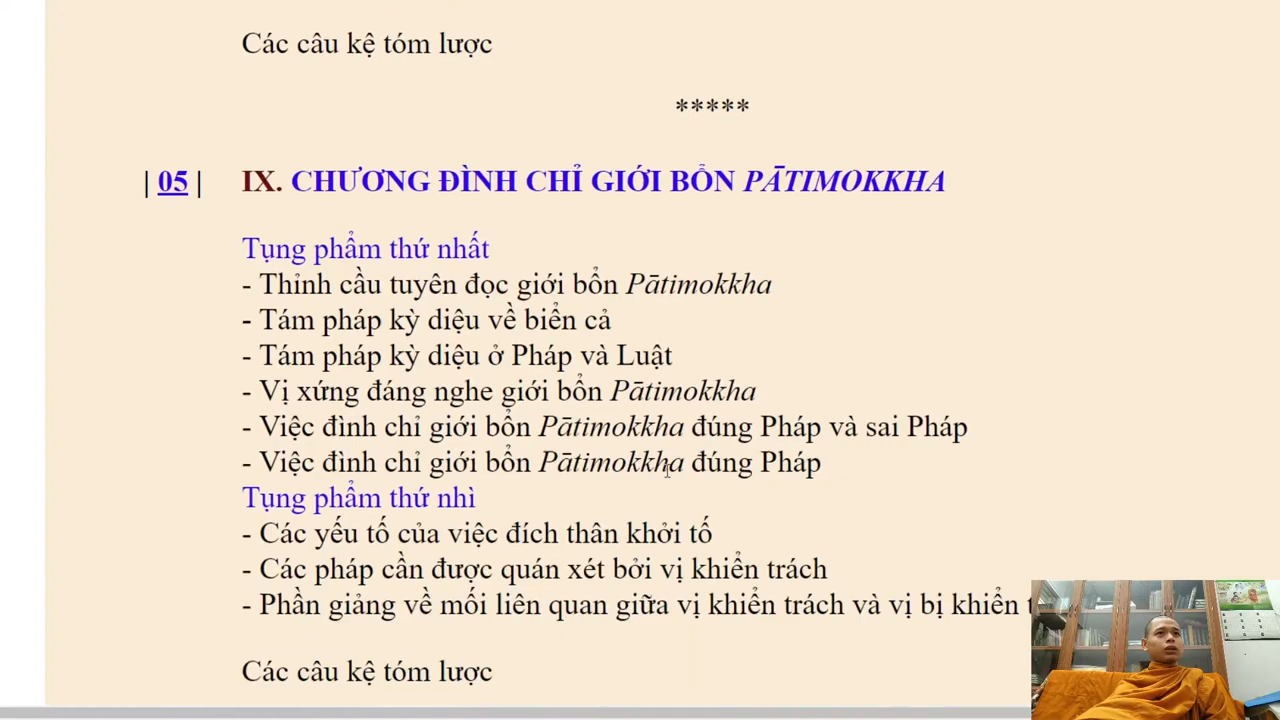 Các câu kệ tóm lược
*****
| 05 | IX. CHƯƠNG ĐÌNH CHỈ GIỚI BỔN PĀTIMOKKHA
Tụng phẩm thứ nhất
- Thỉnh cầu tuyên đọc giới bổn Pātimokkha
- Tám pháp kỳ diệu về biển cả
- Tám pháp kỳ diệu ở Pháp và Luật
- Vị xứng đáng nghe giới bổn Pātimokkha
- Việc đình chỉ giới bổn Pātimokkha đúng Pháp và sai Pháp
- Việc đình chỉ giới bổn Pātimokkha đúng Pháp
Tụng phẩm thứ nhì
- Các yếu tố của việc đích thân khởi tố
- Các pháp cần được quán xét bởi vị khiển trách
- Phần giảng về mối liên quan giữa vị khiển trách và vị bị khiển
Các câu kệ tóm lược